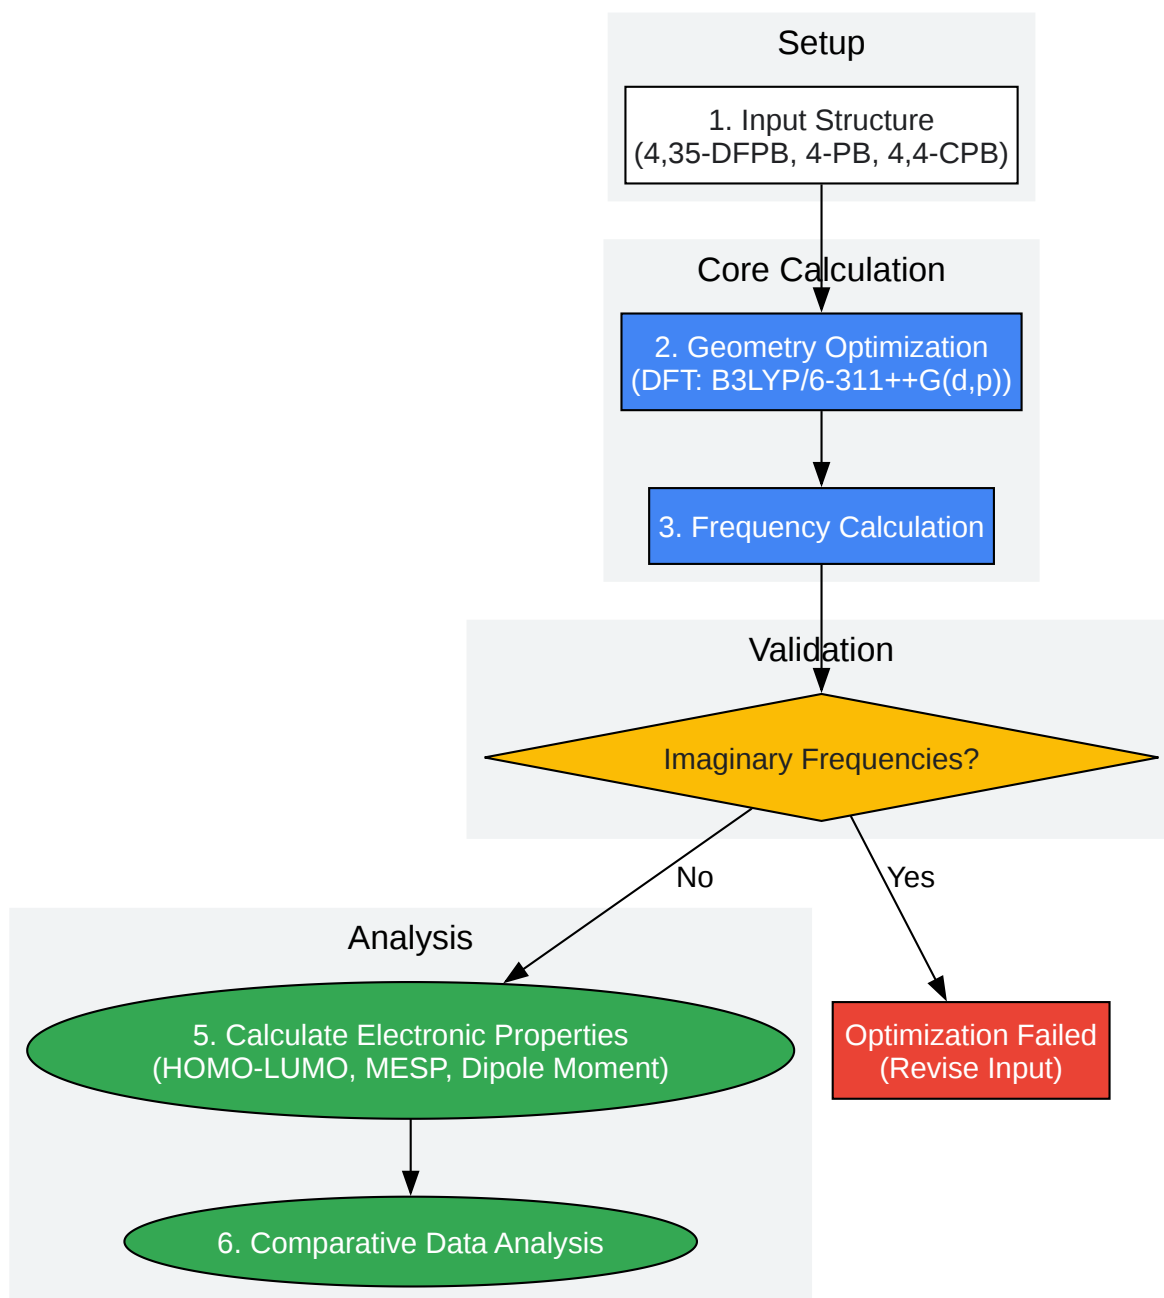 Setup
1. Input Structure
(4,35-DFPB, 4-PB, 4,4-CPB)
Core Calculation
2. Geometry Optimization
(DFT: B3LYP/6-311++G(d,p))
3. Frequency Calculation
Validation
Imaginary Frequencies?
No
Yes
Analysis
5. Calculate Electronic Properties
(HOMO-LUMO, MESP, Dipole Moment)
Optimization Failed
(Revise Input)
6. Comparative Data Analysis